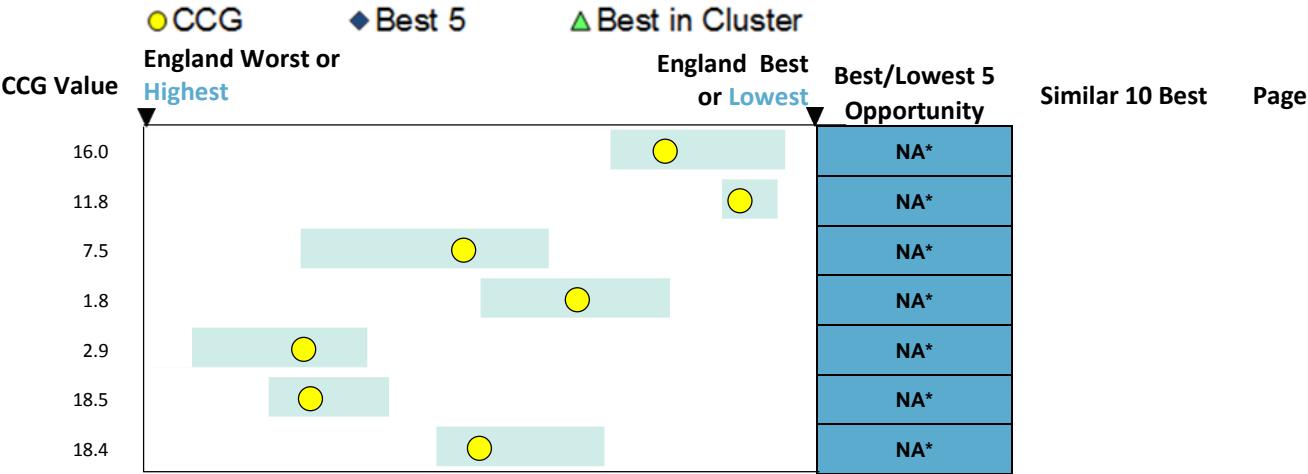 CCG Best 5 Best in Cluster
CCG Value England Worst or Highest England Best or Lowest Best/Lowest 5 Opportunity Similar 10 Best Page
16.0 NA*
11.8 NA*
7.5 NA*
1.8 NA*
2.9 NA*
18.5 NA*
18.4 NA*